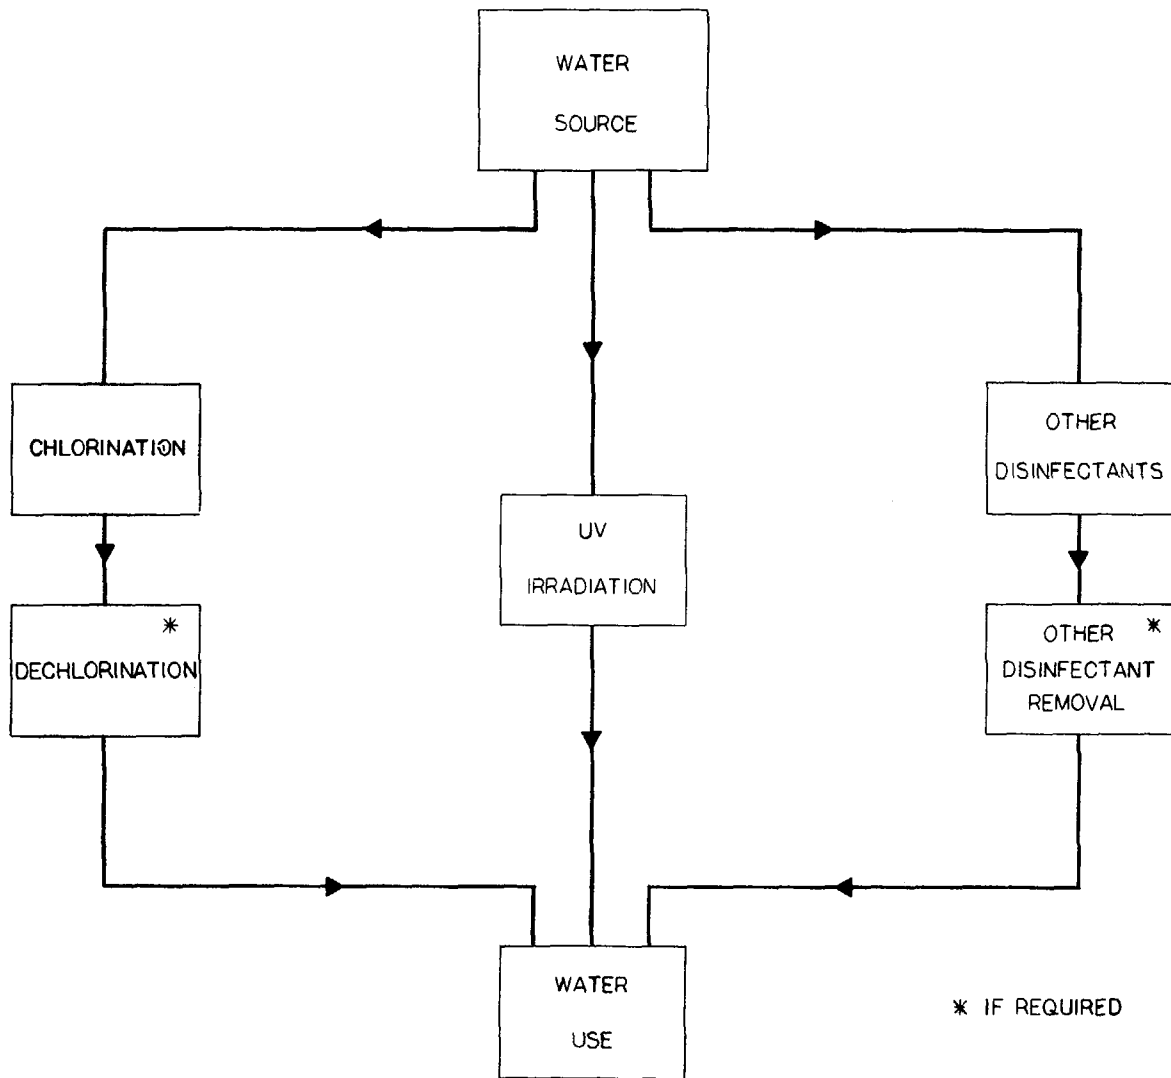 WATER
SOURCE
CHLORINATION
OTHER
DISINFECTANTS
UV
IRRADIATION
* DECHLORINATION
OTHER *
DISINFECTANT
REMOVAL
WATER
USE
* IF REQUIRED